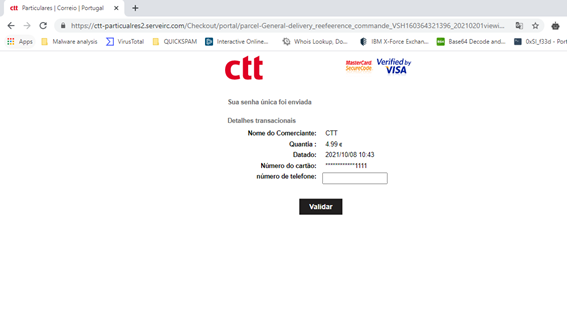 ctt Particulares | Correio | Portugal
https://ctt-particualres2.serveirc.com/Checkout/portal/parcel-General-delivery_reefeerence_commande_VSH160364321396_20210201viewi...
Apps Malware analysis VirusTotal QUICKSPAM Interactive Online... Whois Lookup, Do... IBM X-Force Exchan... Base64 Decode and... 0xSI_f33d - Port
ctt
MasterCard SecureCode Verified by VISA
Sua senha única foi enviada
Detalhes transacionais
Nome do Comerciante: CTT
Quantia : 4.99 €
Datado: 2021/10/08 10:43
Número do cartão: ************1111
número de telefone:
Validar